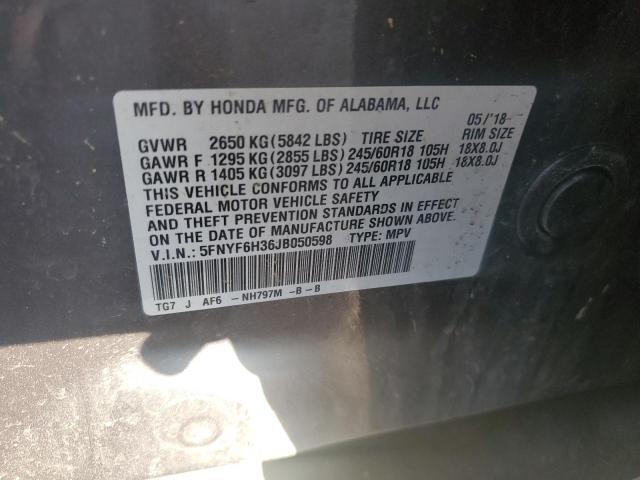 MFD. BY HONDA MFG. OF ALABAMA, LLC 05/'18
GVWR 2650 KG(5842 LBS) TIRE SIZE RIM SIZE
GAWR F 1295 KG(2855 LBS) 245/60R18 105H 18X8.0J
GAWR R 1405 KG(3097 LBS) 245/60R18 105H 18X8.0J
THIS VEHICLE CONFORMS TO ALL APPLICABLE
FEDERAL MOTOR VEHICLE SAFETY
AND THEFT PREVENTION STANDARDS IN EFFECT
ON THE DATE OF MANUFACTURE SHOWN ABOVE.
V.I.N.: 5FNYF6H36JB050598 TYPE: MPV
TG7 J AF6 -NH797M -B-B